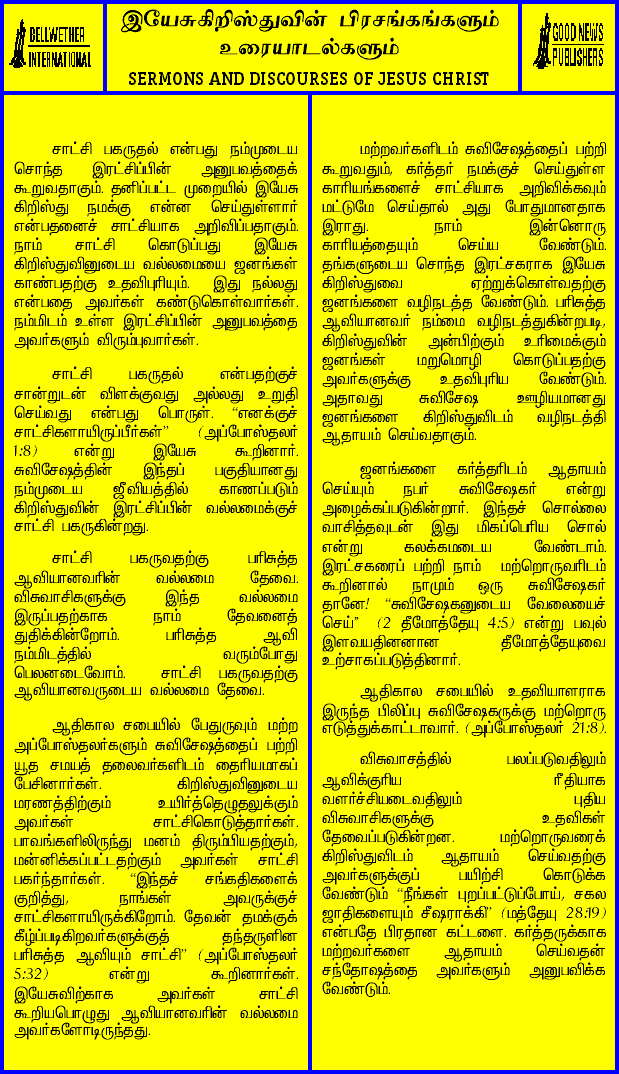 BELLWETHER
INTERNATIONAL
இயேசுகிறிஸ்துவின் பிரசங்கங்களும்
உரையாடல்களும்
SERMONS AND DISCOURSES OF JESUS CHRIST
GOOD NEWS
PUBLISHERS
சாட்சி பகருதல் என்பது நம்முடைய
சொந்த இரட்சிப்பின் அனுபவத்தைக்
கூறுவதாகும். தனிப்பட்ட முறையில் இயேசு
கிறிஸ்து நமக்கு என்ன செய்துள்ளார்
என்பதனைச் சாட்சியாக அறிவிப்பதாகும்.
நாம் சாட்சி கொடுப்பது இயேசு
கிறிஸ்துவினுடைய வல்லமையை ஜனங்கள்
காண்பதற்கு உதவிபுரியும். இது நல்லது
என்பதை அவர்கள் கண்டுகொள்வார்கள்.
நம்மிடம் உள்ள இரட்சிப்பின் அனுபவத்தை
அவர்களும் விரும்புவார்கள்.
சாட்சி பகருதல் என்பதற்குச்
சான்றுடன் விளக்குவது அல்லது உறுதி
செய்வது என்பது பொருள். “எனக்குச்
சாட்சிகளாயிருப்பீர்கள்” (அப்போஸ்தலர்
1:8) என்று இயேசு கூறினார்.
சுவிசேஷத்தின் இந்தப் பகுதியானது
நம்முடைய ஜீவியத்தில் காணப்படும்
கிறிஸ்துவின் இரட்சிப்பின் வல்லமைக்குச்
சாட்சி பகருகின்றது.
சாட்சி பகருவதற்கு பரிசுத்த
ஆவியானவரின் வல்லமை தேவை.
விசுவாசிகளுக்கு இந்த வல்லமை
இருப்பதற்காக நாம் தேவனைத்
துதிக்கின்றோம். பரிசுத்த ஆவி
நம்மிடத்தில் வரும்போது
பெலனடைவோம். சாட்சி பகருவதற்கு
ஆவியானவருடைய வல்லமை தேவை.
ஆதிகால சபையில் பேதுருவும் மற்ற
அப்போஸ்தலர்களும் சுவிசேஷத்தைப் பற்றி
யூத சமயத் தலைவர்களிடம் தைரியமாகப்
பேசினார்கள். கிறிஸ்துவினுடைய
மரணத்திற்கும் உயிர்த்தெழுதலுக்கும்
அவர்கள் சாட்சிகொடுத்தார்கள்.
பாவங்களிலிருந்து மனம் திரும்பியதற்கும்,
மன்னிக்கப்பட்டதற்கும் அவர்கள் சாட்சி
பகர்ந்தார்கள். “இந்தச் சங்கதிகளைக்
குறித்து, நாங்கள் அவருக்குச்
சாட்சிகளாயிருக்கிறோம். தேவன் தமக்குக்
கீழ்ப்படிகிறவர்களுக்குத் தந்தருளின
பரிசுத்த ஆவியும் சாட்சி” (அப்போஸ்தலர்
5:32) என்று கூறினார்கள்.
இயேசுவிற்காக அவர்கள் சாட்சி
கூறியபொழுது ஆவியானவரின் வல்லமை
அவர்களோடிருந்தது.
மற்றவர்களிடம் சுவிசேஷத்தைப் பற்றி
கூறுவதும், கர்த்தர் நமக்குச் செய்துள்ள
காரியங்களைச் சாட்சியாக அறிவிக்கவும்
மட்டுமே செய்தால் அது போதுமானதாக
இராது. நாம் இன்னொரு
காரியத்தையும் செய்ய வேண்டும்.
தங்களுடைய சொந்த இரட்சகராக இயேசு
கிறிஸ்துவை ஏற்றுக்கொள்வதற்கு
ஜனங்களை வழிநடத்த வேண்டும். பரிசுத்த
ஆவியானவர் நம்மை வழிநடத்துகின்றபடி,
கிறிஸ்துவின் அன்பிற்கும் உரிமைக்கும்
ஜனங்கள் மறுமொழி கொடுப்பதற்கு
அவர்களுக்கு உதவிபுரிய வேண்டும்.
அதாவது சுவிசேஷ ஊழியமானது
ஜனங்களை கிறிஸ்துவிடம் வழிநடத்தி
ஆதாயம் செய்வதாகும்.
ஜனங்களை கர்த்தரிடம் ஆதாயம்
செய்யும் நபர் சுவிசேஷகர் என்று
அழைக்கப்படுகின்றார். இந்தச் சொல்லை
வாசித்தவுடன் இது மிகப்பெரிய சொல்
என்று கலக்கமடைய வேண்டாம்.
இரட்சகரைப் பற்றி நாம் மற்றொருவரிடம்
கூறினால் நாமும் ஒரு சுவிசேஷகர்
தானே! “சுவிசேஷகனுடைய வேலையைச்
செய்” (2 தீமோத்தேயு 4:5) என்று பவுல்
இளவயதினனான தீமோத்தேயுவை
உற்சாகப்படுத்தினார்.
ஆதிகால சபையில் உதவியாளராக
இருந்த பிலிப்பு சுவிசேஷகருக்கு மற்றொரு
எடுத்துக்காட்டாவார். (அப்போஸ்தலர் 21:8).
விசுவாசத்தில் பலப்படுவதிலும்
ஆவிக்குரிய ரீதியாக
வளர்ச்சியடைவதிலும் புதிய
விசுவாசிகளுக்கு உதவிகள்
தேவைப்படுகின்றன. மற்றொருவரைக்
கிறிஸ்துவிடம் ஆதாயம் செய்வதற்கு
அவர்களுக்குப் பயிற்சி கொடுக்க
வேண்டும் “நீங்கள் புறப்பட்டுப்போய், சகல
ஜாதிகளையும் சீஷராக்கி” (மத்தேயு 28:19)
என்பதே பிரதான கட்டளை. கர்த்தருக்காக
மற்றவர்களை ஆதாயம் செய்வதன்
சந்தோஷத்தை அவர்களும் அனுபவிக்க
வேண்டும்.